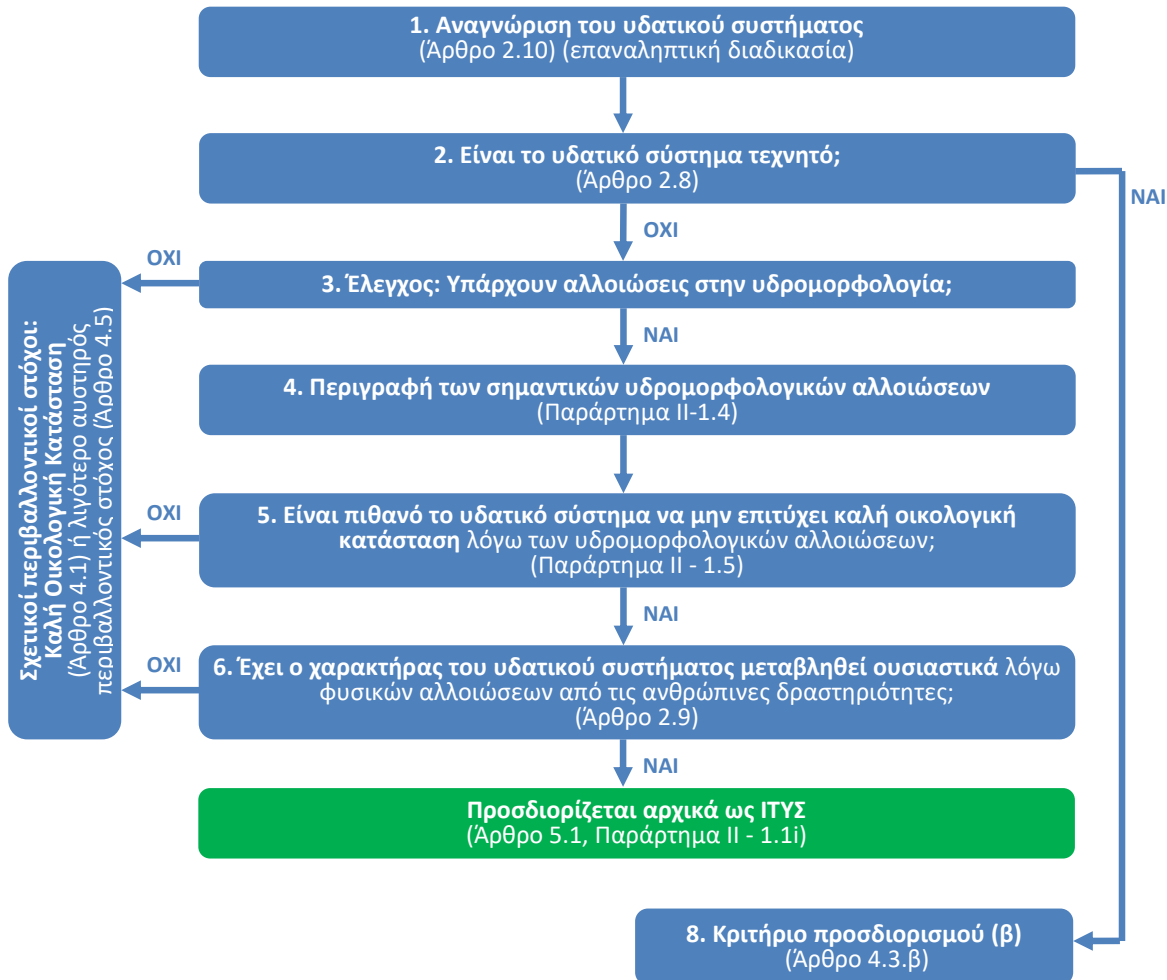 1. Αναγνώριση του υδατικού συστήματος
(Άρθρο 2.10) (επαναληπτική διαδικασία)
2. Είναι το υδατικό σύστημα τεχνητό;
(Άρθρο 2.8)
ΝΑΙ
ΟΧΙ
ΟΧΙ
3. Έλεγχος: Υπάρχουν αλλοιώσεις στην υδρομορφολογία;
ΝΑΙ
4. Περιγραφή των σημαντικών υδρομορφολογικών αλλοιώσεων
(Παράρτημα ΙΙ-1.4)
Σχετικοί περιβαλλοντικοί στόχοι:
Καλή Οικολογική Κατάσταση
(Άρθρο 4.1) ή λιγότερο αυστηρός
περιβαλλοντικός στόχος (Άρθρο 4.5)
ΟΧΙ
5. Είναι πιθανό το υδατικό σύστημα να μην επιτύχει καλή οικολογική
κατάσταση λόγω των υδρομορφολογικών αλλοιώσεων;
(Παράρτημα ΙΙ - 1.5)
ΝΑΙ
ΟΧΙ
6. Έχει ο χαρακτήρας του υδατικού συστήματος μεταβληθεί ουσιαστικά λόγω
φυσικών αλλοιώσεων από τις ανθρώπινες δραστηριότητες;
(Άρθρο 2.9)
ΝΑΙ
Προσδιορίζεται αρχικά ως ΙΤΥΣ
(Άρθρο 5.1, Παράρτημα ΙΙ - 1.1i)
8. Κριτήριο προσδιορισμού (β)
(Άρθρο 4.3.β)